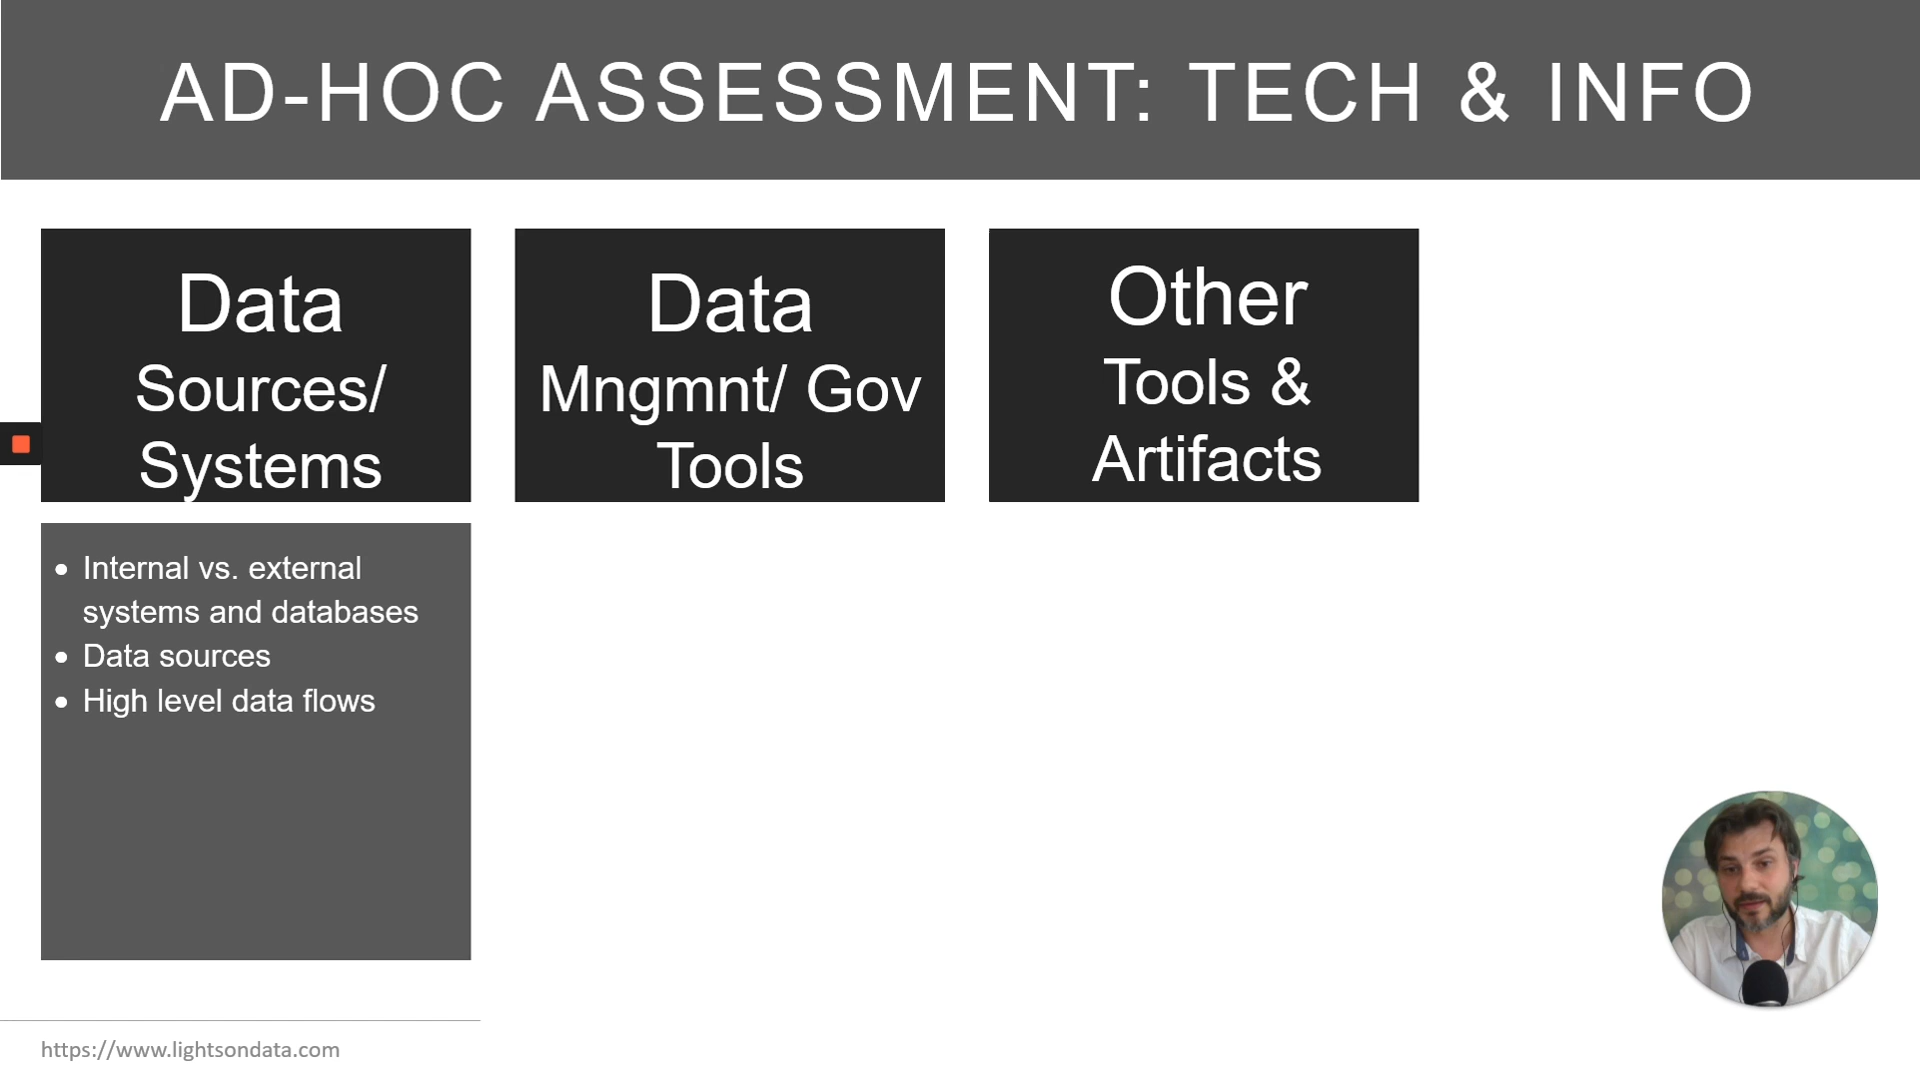 AD-HOC ASSESSMENT: TECH & INFO
Data
Sources/
Systems
Data
Mngmnt/ Gov
Tools
Other
Tools &
Artifacts
• Internal vs. external
systems and databases
• Data sources
• High level data flows
https://www.lightsondata.com